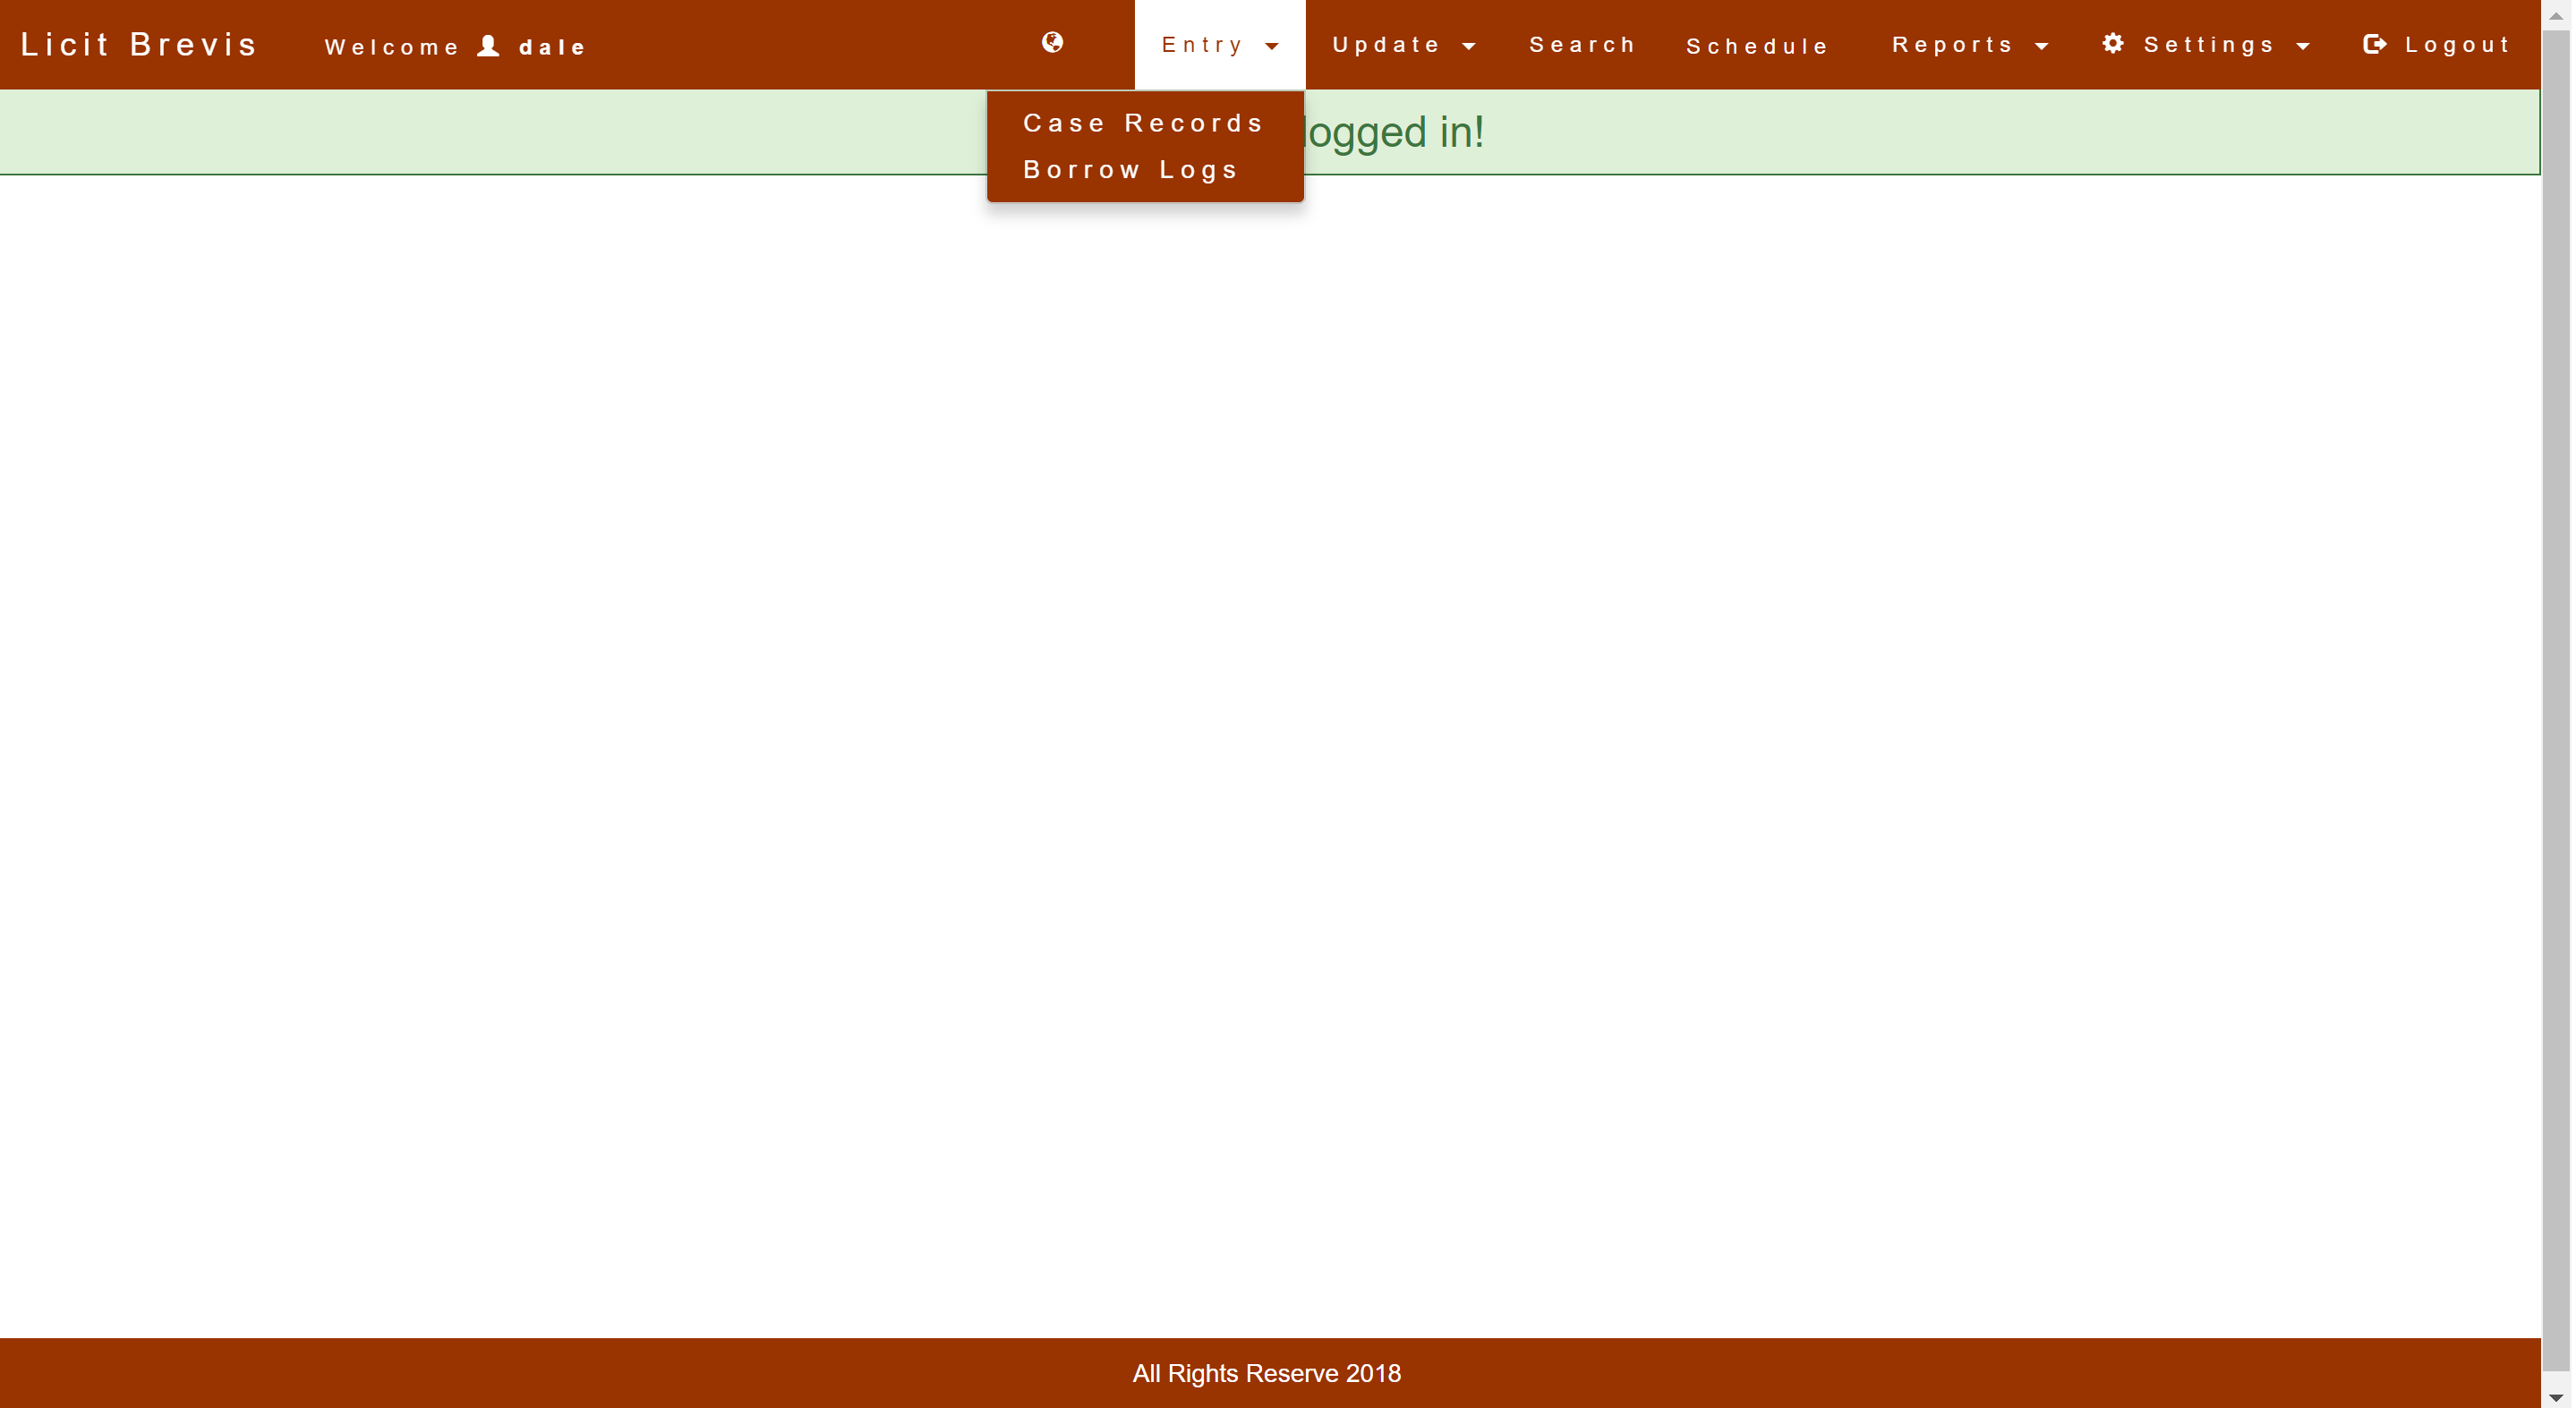 Licit Brevis Welcome dale Entry Update Search Schedule Reports Settings Logout
Case Records
Borrow Logs
logged in!
All Rights Reserve 2018